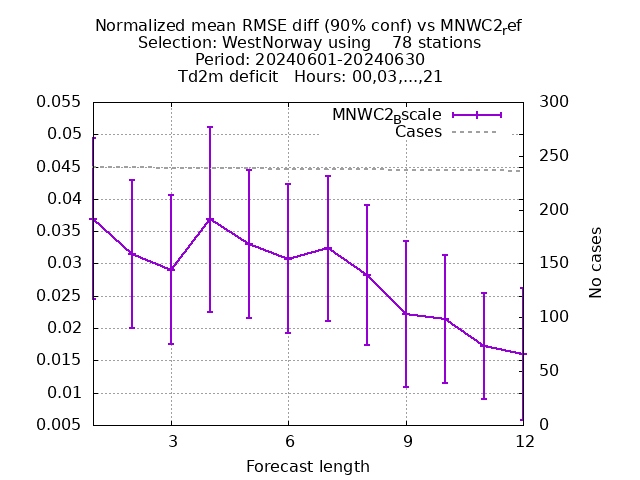 Normalized mean RMSE diff (90% conf) vs MNWC2ref
Selection: WestNorway using    78 stations
Period: 20240601-20240630
Td2m deficit   Hours: 00,03,...,21
MNWC2Bscale
Cases
0.055
0.05
0.045
0.04
0.035
0.03
0.025
0.02
0.015
0.01
0.005
300
250
200
150
100
50
0
No cases
3
6
9
12
Forecast length